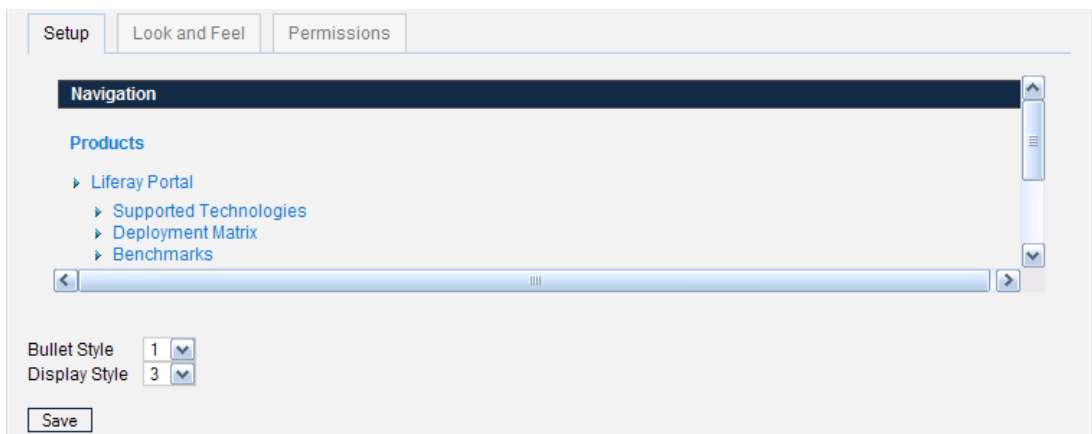 Setup Look and Feel Permissions
Navigation
Products
Liferay Portal
Supported Technologies
Deployment Matrix
Benchmarks
Bullet Style 1
Display Style 3
Save